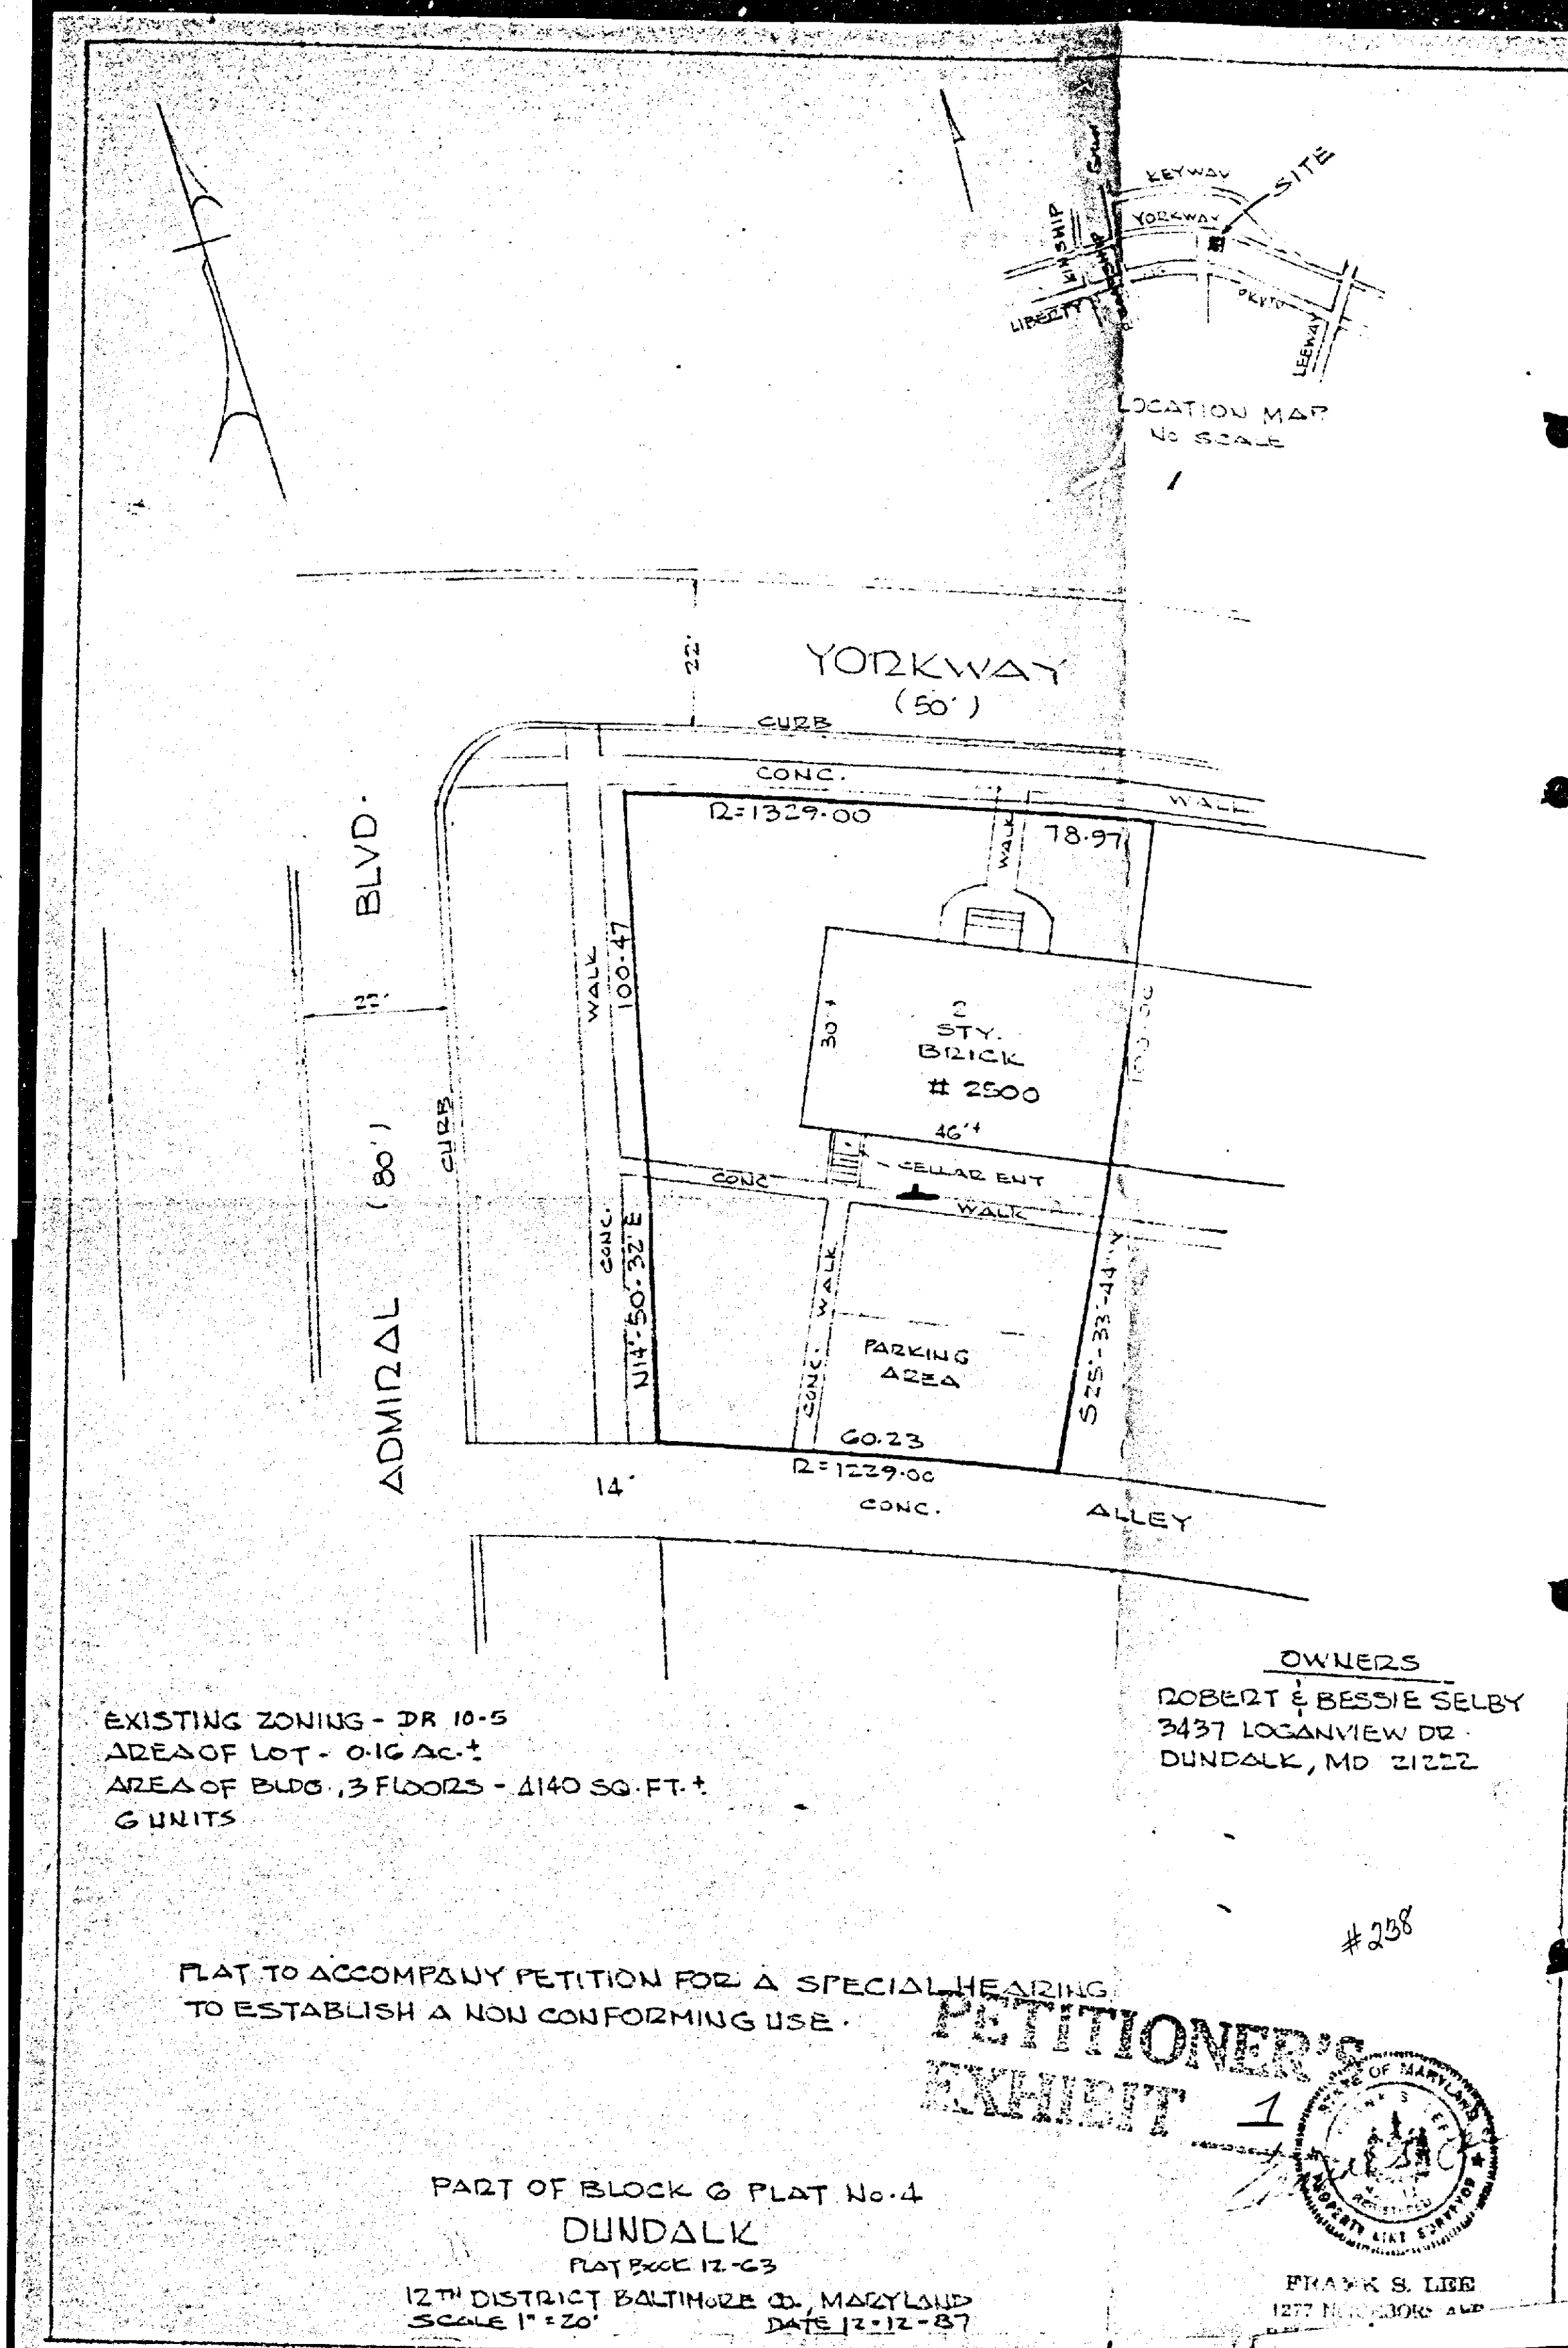 KEYWAY
SITE
YORKWAY
KINSHIP
SHIP
LIBERTY
LEEWAY
LOCATION MAP
No SCALE
22'
YORKWAY
(50')
CURB
CONC.
WALK
R=1329.00
78.97
WALK
BLVD.
WALK
100.47
22'
30'±
2
STY.
BRICK
# 2500
46'±
CURB
(80')
CELLAR ENT
CONC
WALK
CONC.
N14°-50'-32"E
WALK
CONC.
S25°-33'-44"W
PARKING
AREA
ADMIRAL
60.23
R=1229.00
14'
CONC.
ALLEY
OWNERS
ROBERT & BESSIE SELBY
3437 LOGANVIEW DR.
DUNDALK, MD 21222
EXISTING ZONING - DR 10.5
AREA OF LOT - 0.16 AC.±
AREA OF BLDG., 3 FLOORS - 4140 SQ.FT.±
6 UNITS
#238
PLAT TO ACCOMPANY PETITION FOR A SPECIAL HEARING
TO ESTABLISH A NON CONFORMING USE.
PETITIONER'S
EXHIBIT 1
STATE OF MARYLAND
FRANK S. LEE
REGISTERED
PROPERTY LINE SURVEYOR
PART OF BLOCK 6 PLAT No.4
DUNDALK
PLAT BOOK 12-63
12TH DISTRICT BALTIMORE CO., MARYLAND
SCALE 1"=20' DATE 12-12-87
FRANK S. LEE
1277